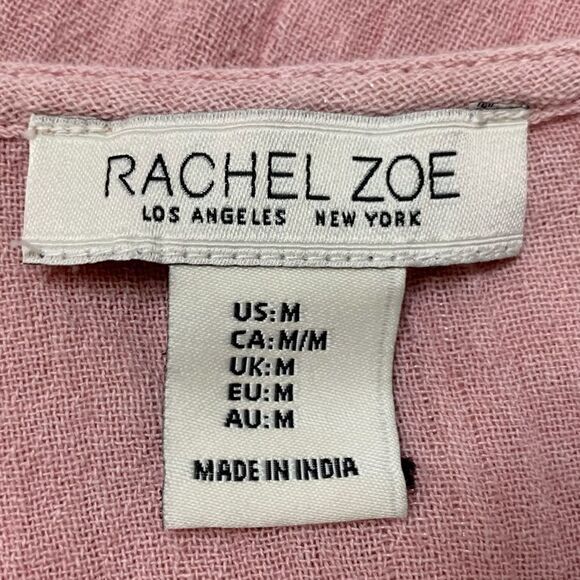 RACHEL ZOE
LOS ANGELES NEW YORK
US:M
CA:M/M
UK:M
EU:M
AU:M
MADE IN INDIA